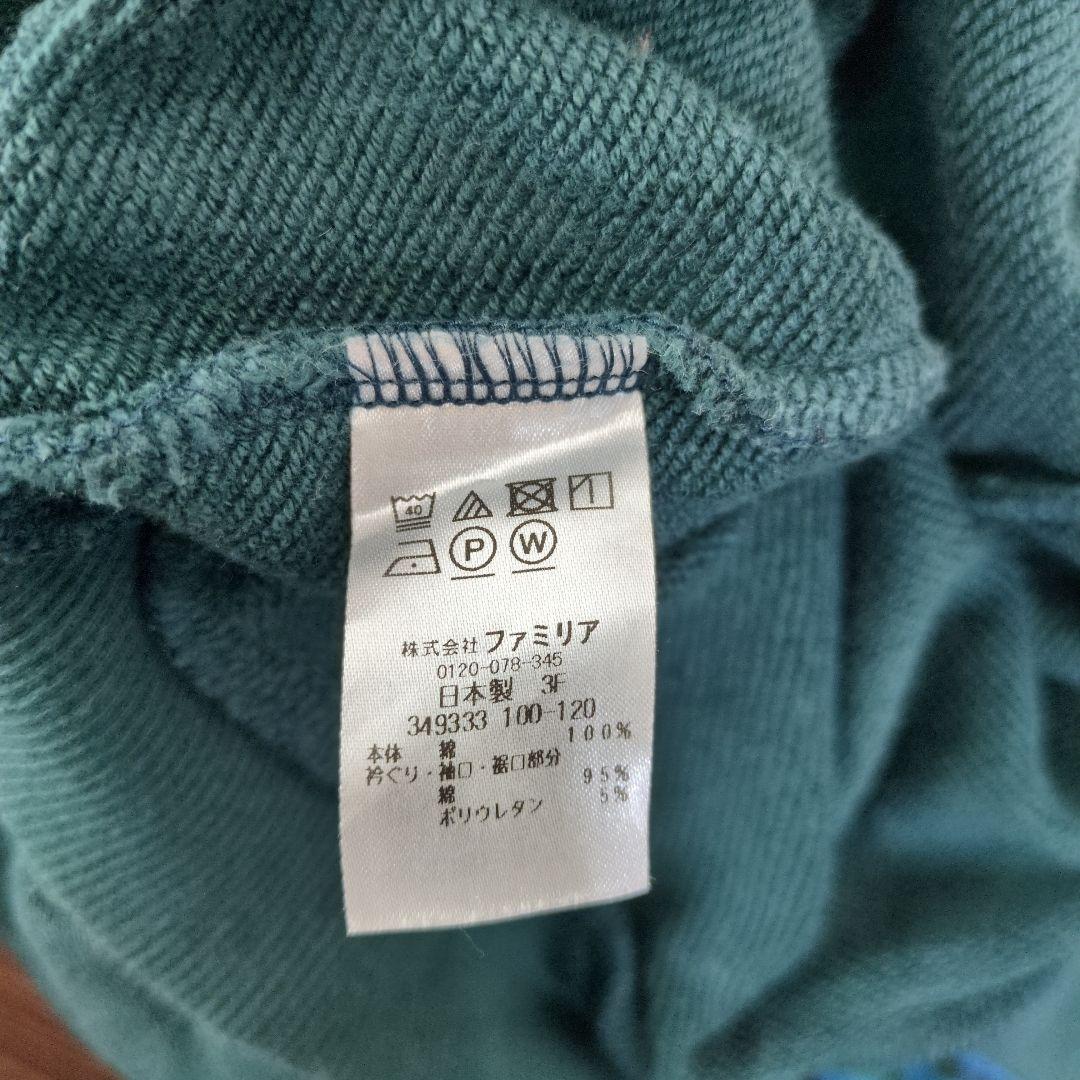 40
P W
株式会社 ファミリア
0120-078-345
日本製 3F
349333 100-120
本体 綿 100%
衿ぐり・袖口・裾口部分
綿 95%
ポリウレタン 5%